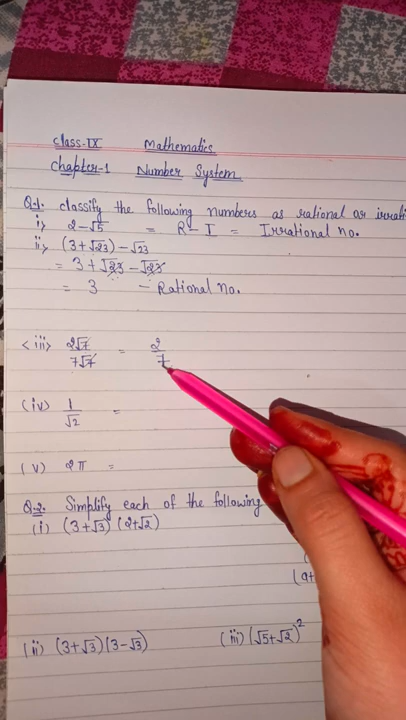 Class-IX Mathematics
Chapter-1 Number System
Q.1. classify the following numbers as rational or irrati
i) 2-√5 = R-I = Irrational no.
ii) (3+√23)-√23
= 3+√23-√23
= 3 - Rational no.
(iii) 2√7/7√7 = 2/7
(iv) 1/√2 =
(v) 2π =
Q.2. Simplify each of the following
(i) (3+√3) (2+√2)
(a+
(ii) (3+√3)(3-√3) (iii) (√5+√2)²